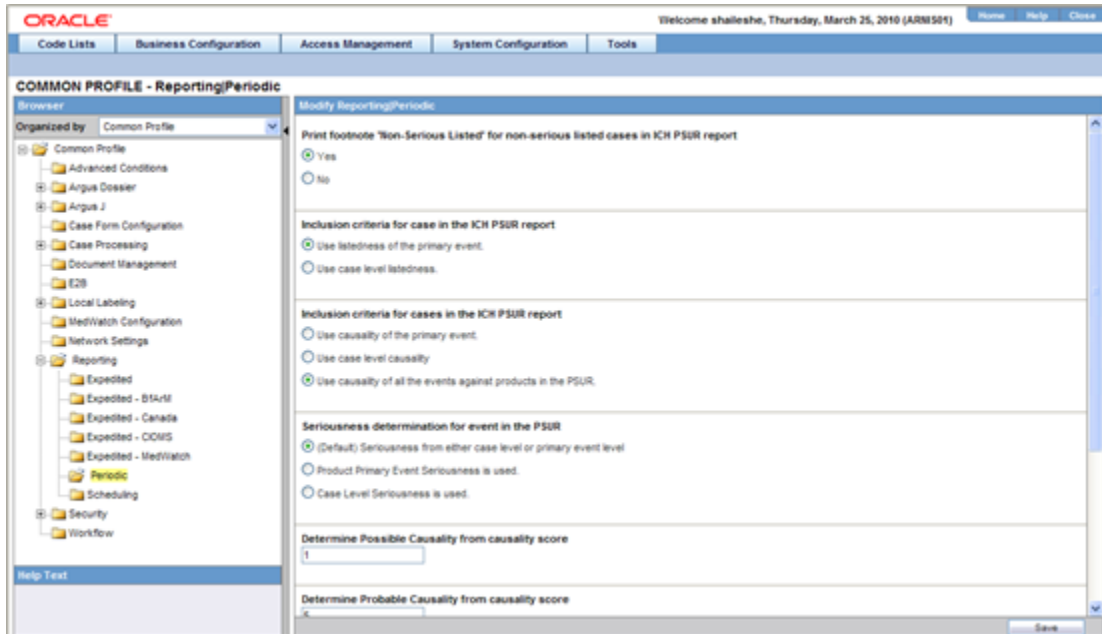 ORACLE
Welcome shaileshe, Thursday, March 25, 2010 (ARMIS01)
Home Help Close
Code Lists Business Configuration Access Management System Configuration Tools
COMMON PROFILE - Reporting|Periodic
Browser
Organized by Common Profile
Common Profile
Advanced Conditions
Argus Dossier
Argus J
Case Form Configuration
Case Processing
Document Management
E2B
Local Labeling
MedWatch Configuration
Network Settings
Reporting
Expedited
Expedited - BfArM
Expedited - Canada
Expedited - CIOMS
Expedited - MedWatch
Periodic
Scheduling
Security
Workflow
Help Text
Modify Reporting|Periodic
Print footnote 'Non-Serious Listed' for non-serious listed cases in ICH PSUR report
Yes
No
Inclusion criteria for case in the ICH PSUR report
Use listedness of the primary event.
Use case level listedness.
Inclusion criteria for cases in the ICH PSUR report
Use causality of the primary event.
Use case level causality
Use causality of all the events against products in the PSUR.
Seriousness determination for event in the PSUR
(Default) Seriousness from either case level or primary event level
Product Primary Event Seriousness is used.
Case Level Seriousness is used.
Determine Possible Causality from causality score
1
Determine Probable Causality from causality score
Save